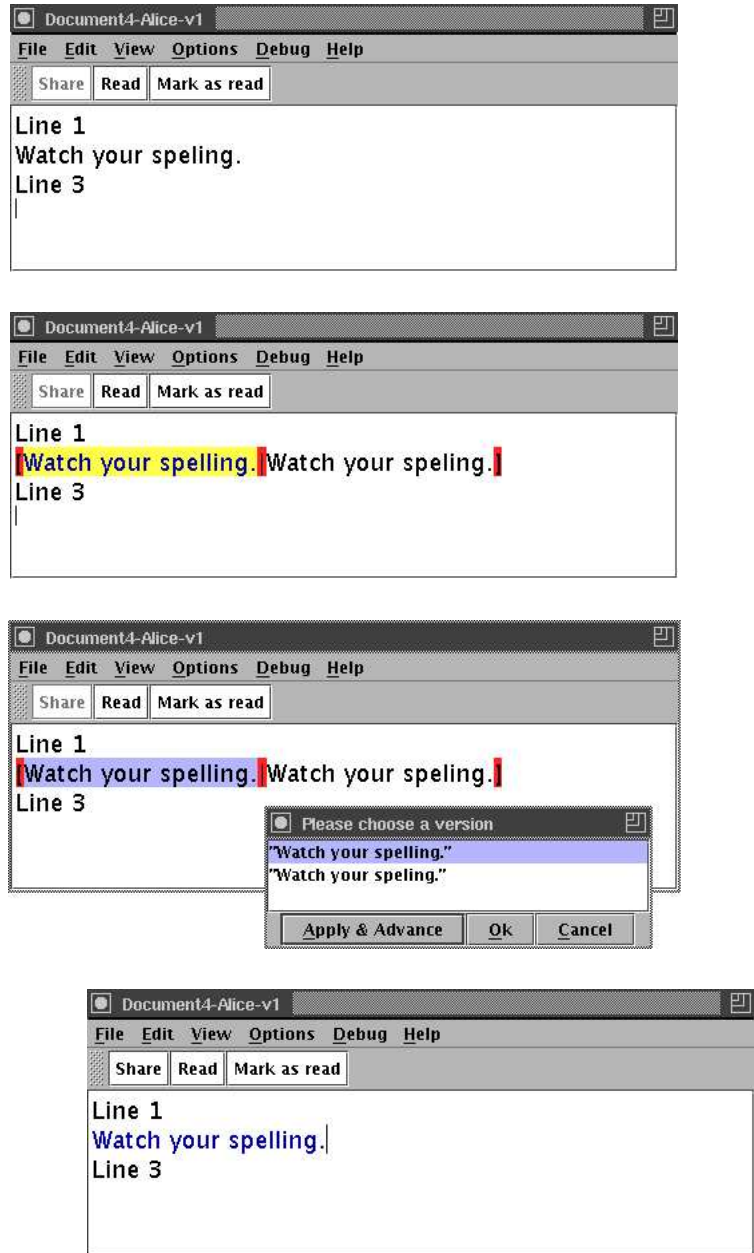 Document4-Alice-v1
File Edit View Options Debug Help
Share Read Mark as read
Line 1
Watch your speling.
Line 3
Document4-Alice-v1
File Edit View Options Debug Help
Share Read Mark as read
Line 1
[Watch your spelling.|Watch your speling.]
Line 3
Document4-Alice-v1
File Edit View Options Debug Help
Share Read Mark as read
Line 1
[Watch your spelling.|Watch your speling.]
Line 3
Please choose a version
"Watch your spelling."
"Watch your speling."
Apply & Advance Ok Cancel
Document4-Alice-v1
File Edit View Options Debug Help
Share Read Mark as read
Line 1
Watch your spelling.
Line 3